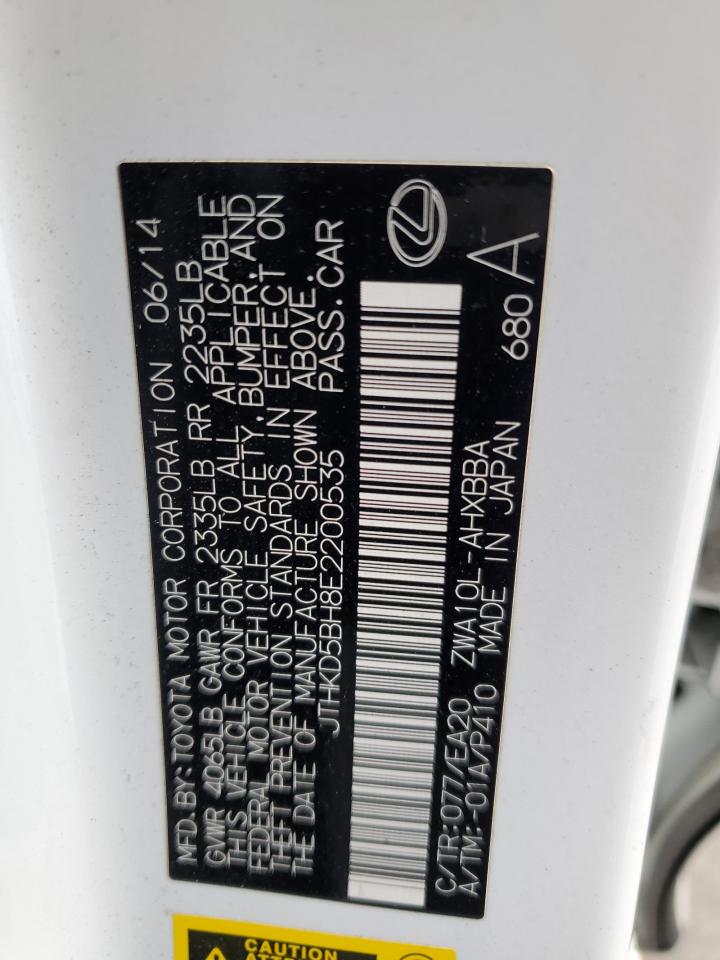 MFD.BY:TOYOTA MOTOR CORPORATION 06/14
GVWR 4065LB GAWR FR 2335LB RR 2235LB
THIS VEHICLE CONFORMS TO ALL APPLICABLE
FEDERAL MOTOR VEHICLE SAFETY,BUMPER,AND
THEFT PREVENTION STANDARDS IN EFFECT ON
THE DATE OF MANUFACTURE SHOWN ABOVE.
JTHKD5BH8E2200535 PASS.CAR
C/TR:077/EA20 ZWA10L-AHXBBA
A/TM:-01A/P410 MADE IN JAPAN 680 A
CAUTION